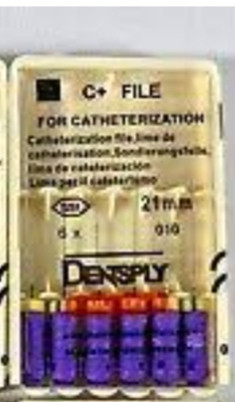 C+ FILE
FOR CATHETERIZATION
Catheterization file, lime de
catheterisation, Sondierungsfeile,
lima de cateterización
Lima per il cateterismo
21mm
6 x 010
DENTSPLY